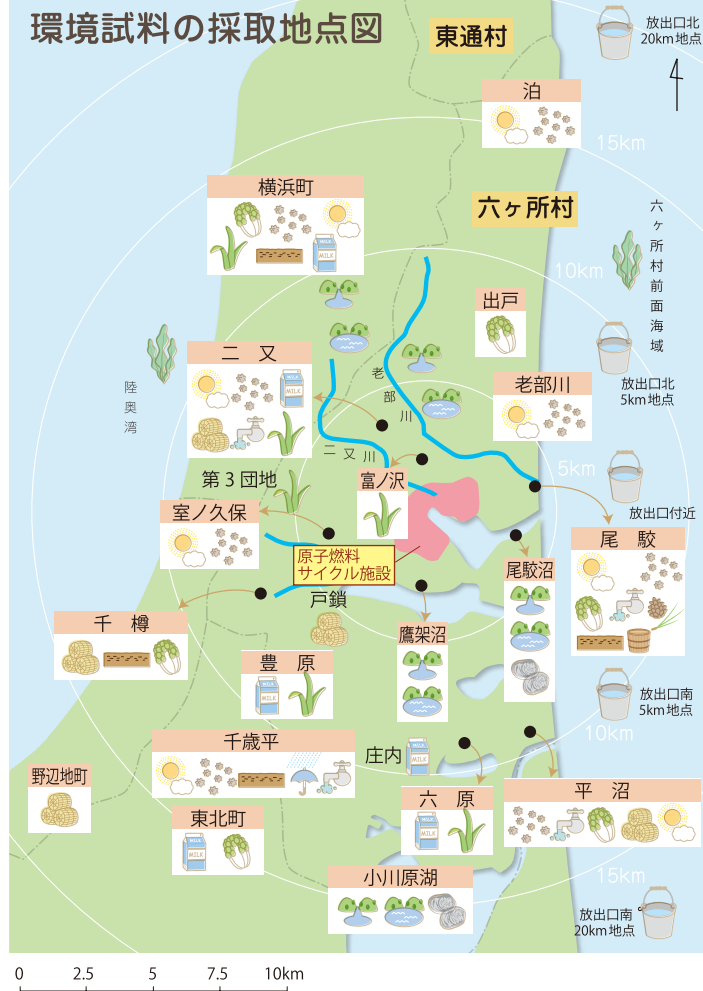 環境試料の採取地点図
東通村
放出口北
20km地点
泊
15km
横浜町
MILK
六ヶ所村
六ヶ所村前面海域
10km
出戸
二 又
MILK
陸奥湾
老部川
老部川
放出口北
5km地点
二又川
5km
第3団地
富ノ沢
放出口付近
室ノ久保
原子燃料
サイクル施設
尾 鮫
尾鮫沼
戸鎖
千 樽
鷹架沼
豊 原
MILK
放出口南
5km地点
10km
千歳平
庄内
MILK
野辺地町
東北町
MILK
六 原
MILK
平 沼
小川原湖
15km
放出口南
20km地点
0 2.5 5 7.5 10km